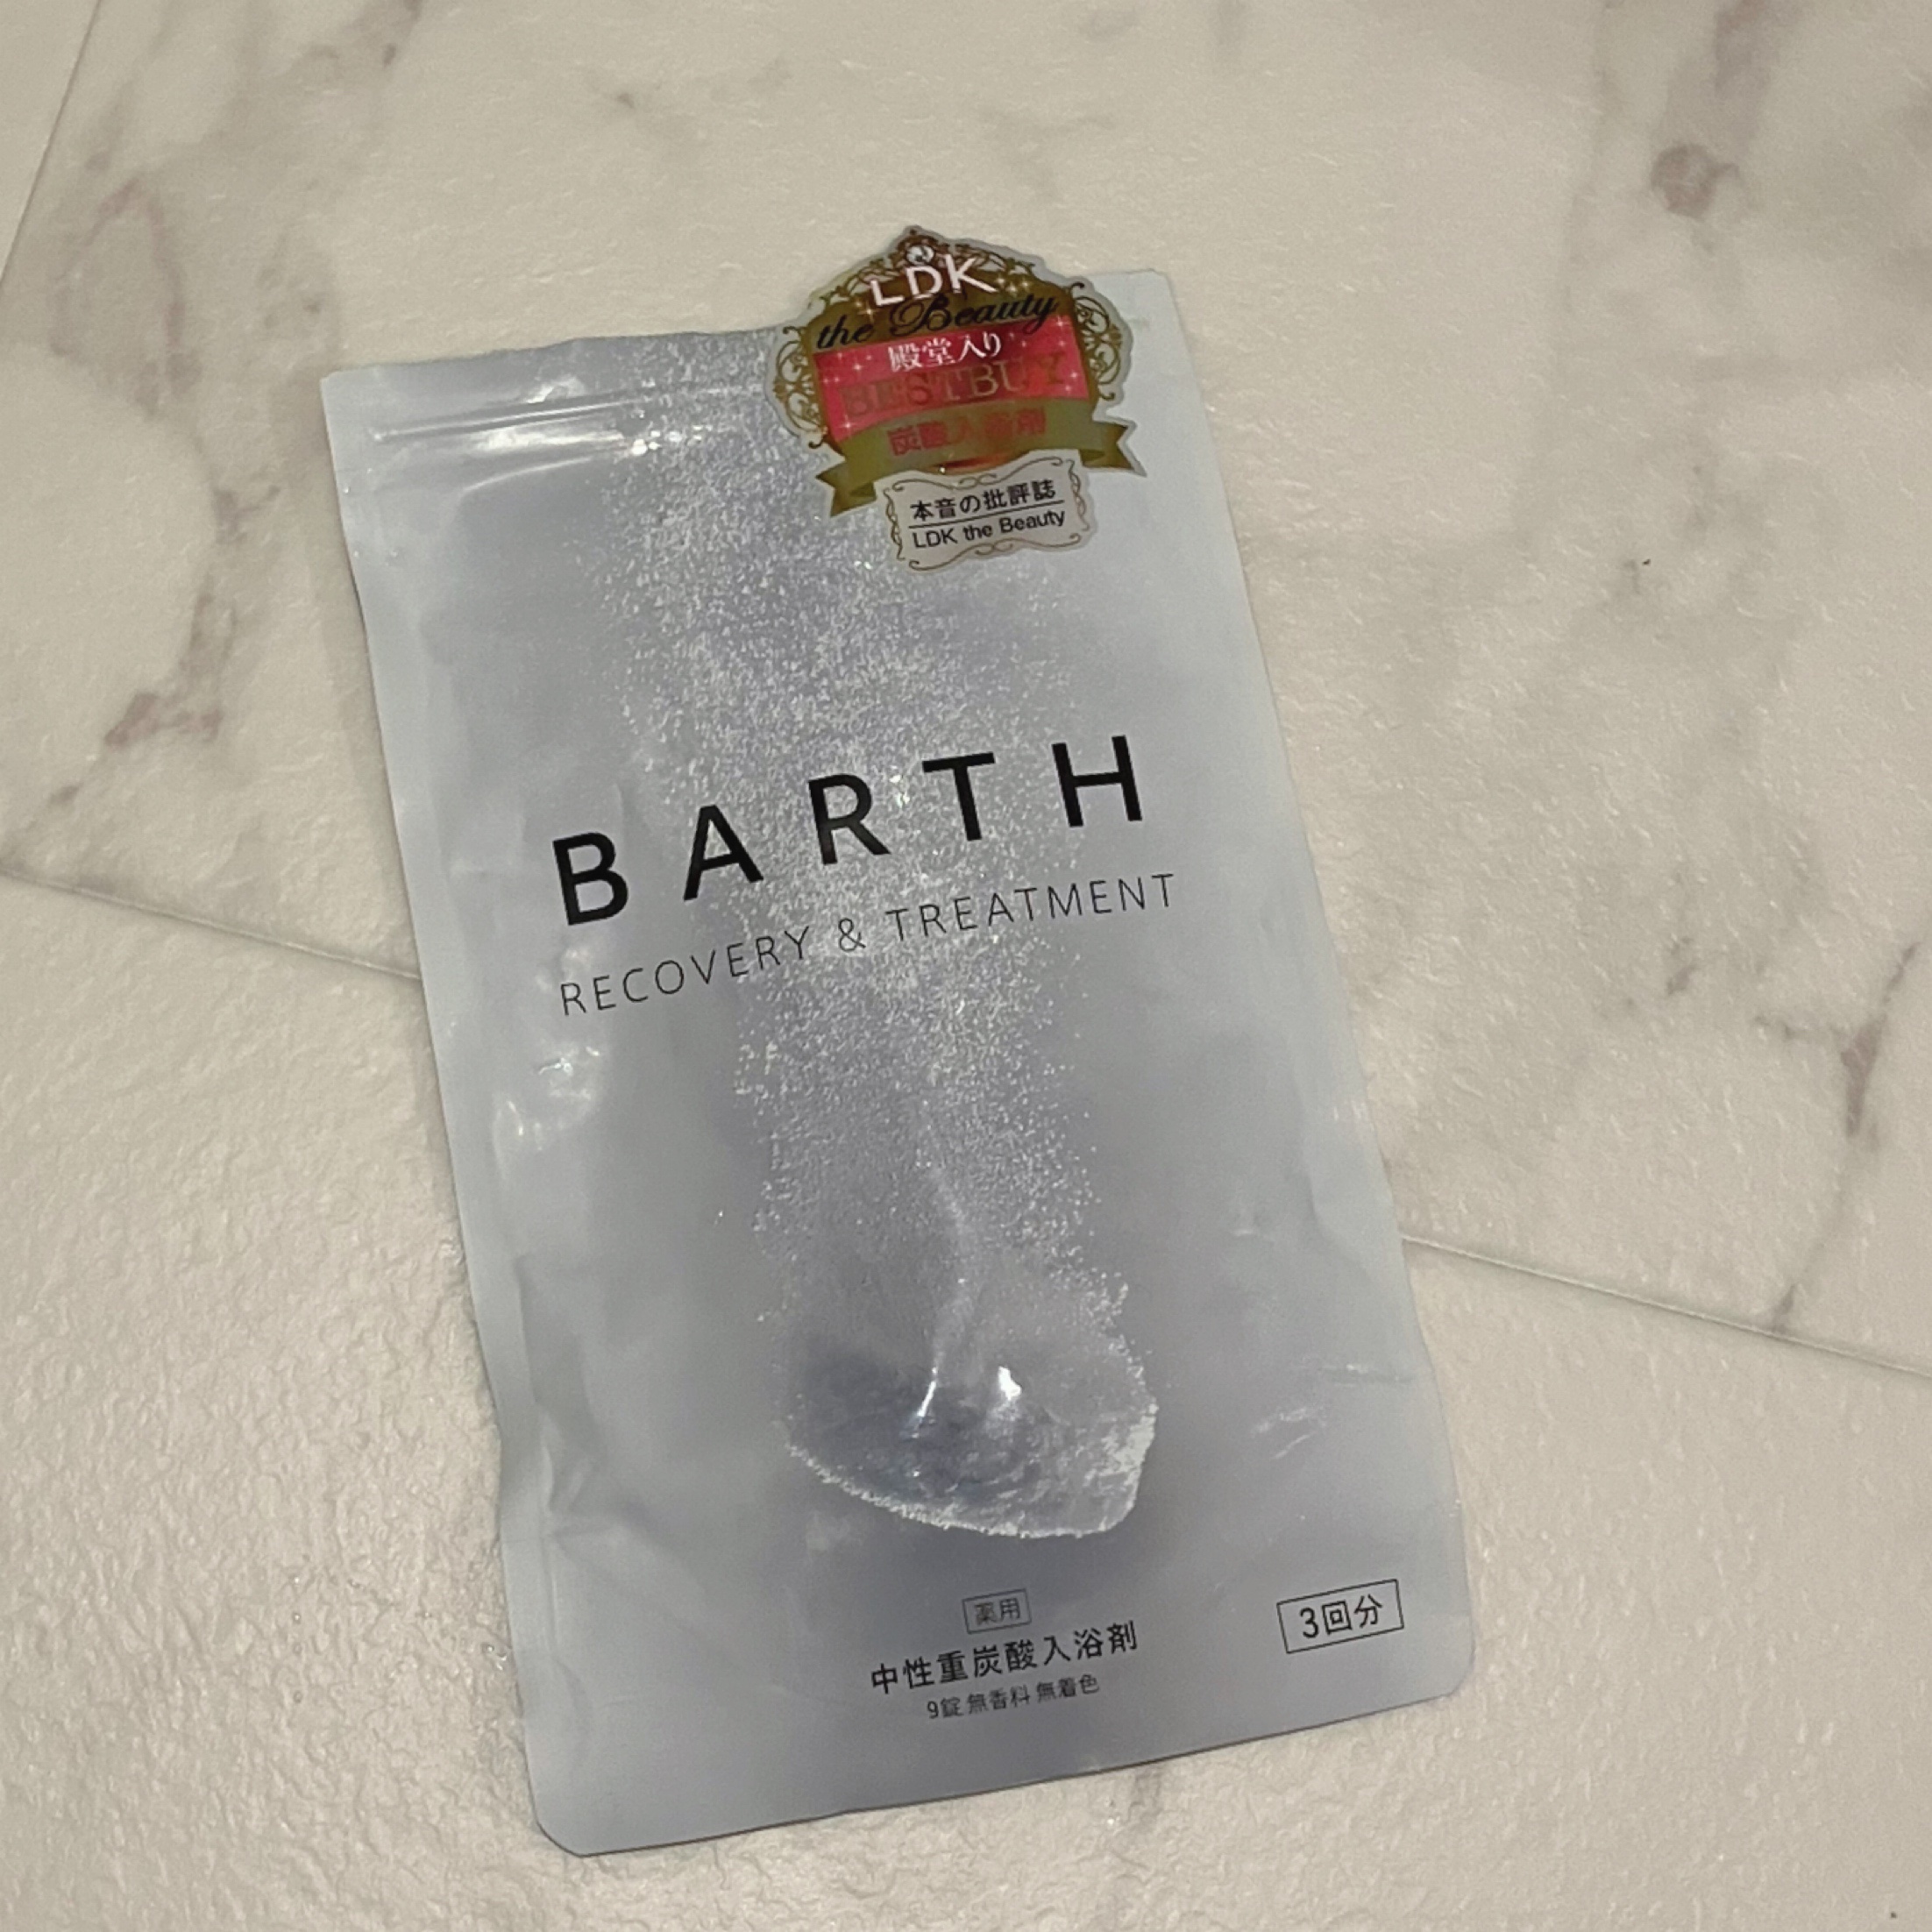 LDK
the Beauty
殿堂入り
BESTBUY
炭酸入浴剤
本音の批評誌
LDK the Beauty
BARTH
RECOVERY & TREATMENT
薬用
中性重炭酸入浴剤
9錠 無香料 無着色
3回分